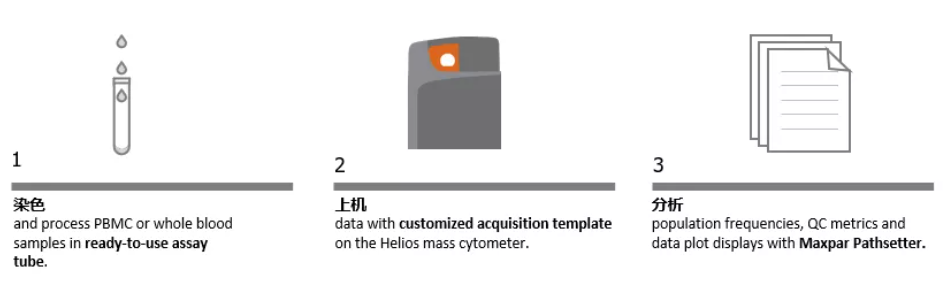 1
染色
and process PBMC or whole blood
samples in ready-to-use assay
tube.
2
上机
data with customized acquisition template
on the Helios mass cytometer.
3
分析
population frequencies, QC metrics and
data plot displays with Maxpar Pathsetter.